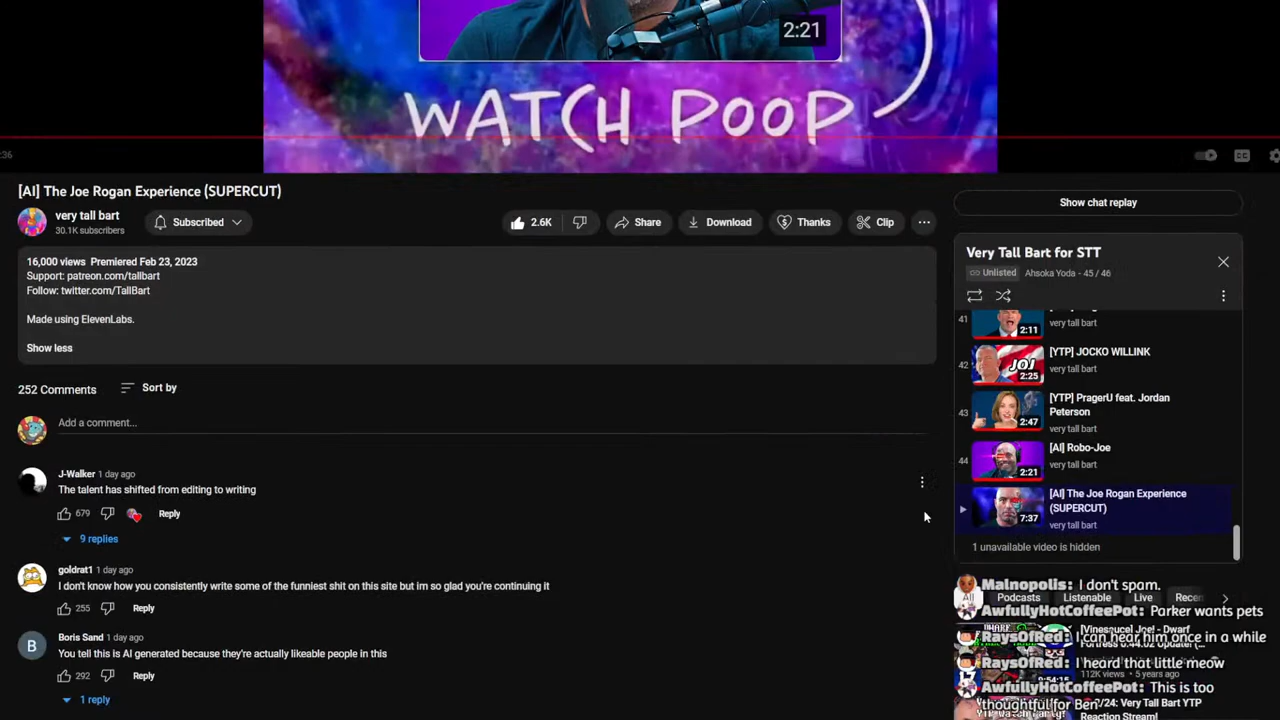 2:21
WATCH POOP
:36
[AI] The Joe Rogan Experience (SUPERCUT)
very tall bart
30.1K subscribers
Subscribed
2.6K
Share
Download
Thanks
Clip
16,000 views Premiered Feb 23, 2023
Support: patreon.com/tallbart
Follow: twitter.com/TallBart
Made using ElevenLabs.
Show less
252 Comments
Sort by
Add a comment...
J-Walker 1 day ago
The talent has shifted from editing to writing
679
Reply
9 replies
goldrat1 1 day ago
I don't know how you consistently write some of the funniest shit on this site but im so glad you're continuing it
255
Reply
B
Boris Sand 1 day ago
You tell this is AI generated because they're actually likeable people in this
292
Reply
1 reply
Show chat replay
Very Tall Bart for STT
Unlisted
Ahsoka Yoda - 45 / 46
41
2:11
very tall bart
42
JOJ
2:25
[YTP] JOCKO WILLINK
very tall bart
43
2:47
[YTP] PragerU feat. Jordan
Peterson
very tall bart
44
2:21
[AI] Robo-Joe
very tall bart
7:37
[AI] The Joe Rogan Experience
(SUPERCUT)
very tall bart
1 unavailable video is hidden
Malnopolis: I don't spam.
All
Podcasts
Listenable
Live
AwfullyHotCoffeePot: Parker wants pets
[Vinesauce] Joel - Dwarf
RaysOfRed: I can hear him once in a while
RaysOfRed: I heard that little meow
112K views • 5 years ago
AwfullyHotCoffeePot: This is too
thoughtful for Ben
Very Tall Bart YTP
Reaction Stream!